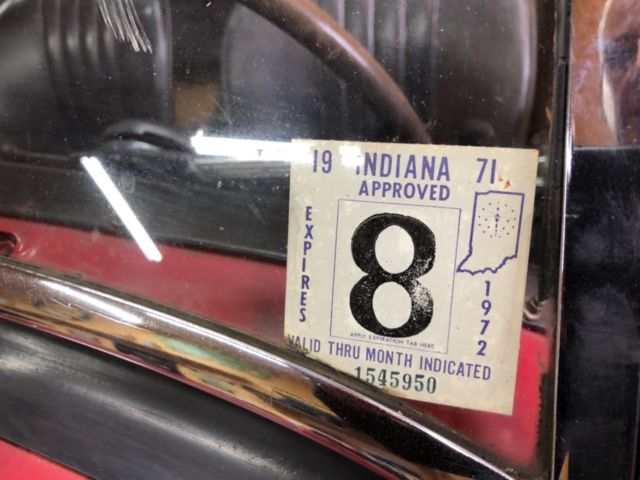 19 INDIANA 71
APPROVED
EXPIRES
8
1972
APPLY EXPIRATION TAB HERE
VALID THRU MONTH INDICATED
1545950